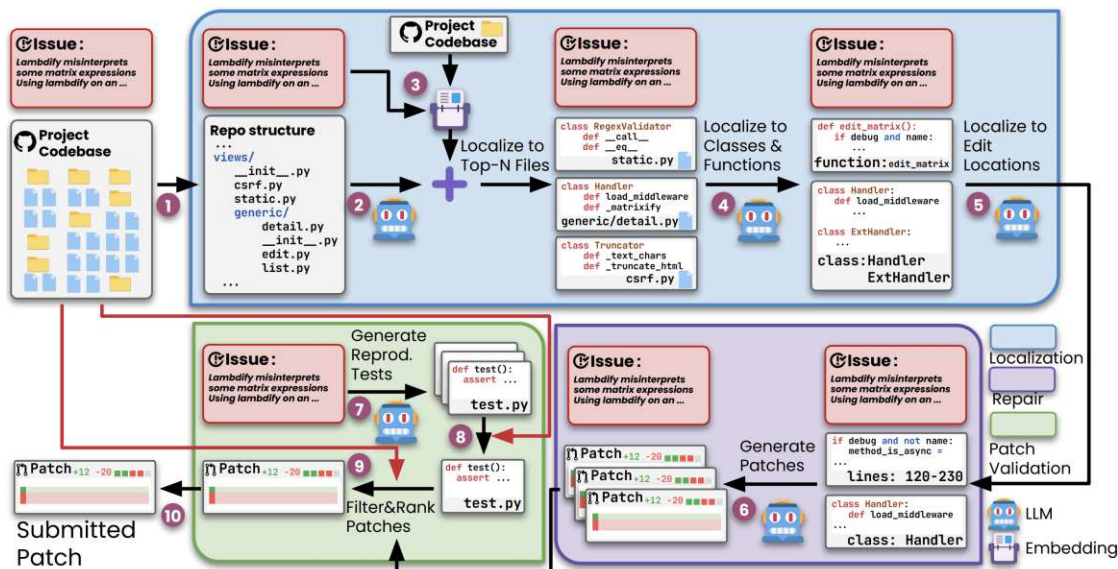 Issue:
Lambdify misinterprets
some matrix expressions
Using lambdify on an ...
Project
Codebase
1
Issue:
Lambdify misinterprets
some matrix expressions
Using lambdify on an ...
Repo structure
...
views/
__init__.py
csrf.py
static.py
generic/
detail.py
__init__.py
edit.py
list.py
...
Project
Codebase
3
2
Localize to
Top-N Files
Issue:
Lambdify misinterprets
some matrix expressions
Using lambdify on an ...
class RegexValidator
def __call__
def __eq__
static.py
class Handler
def load_middleware
def _matrixify
generic/detail.py
class Truncator
def _text_chars
def _truncate_html
csrf.py
Localize to
Classes &
Functions
4
Issue:
Lambdify misinterprets
some matrix expressions
Using lambdify on an ...
def edit_matrix():
if debug and name:
...
function:edit_matrix
class Handler:
def load_middleware
...
class ExtHandler:
...
class:Handler
ExtHandler
Localize to
Edit
Locations
5
Issue:
Lambdify misinterprets
some matrix expressions
Using lambdify on an ...
Generate
Reprod.
Tests
7
def test():
assert ...
test.py
8
def test():
assert ...
test.py
9
Filter&Rank
Patches
Patch +12 -20
10
Patch +12 -20
Submitted
Patch
Issue:
Lambdify misinterprets
some matrix expressions
Using lambdify on an ...
Patch +12 -20
Patch +12 -20
Patch +12 -20
Generate
Patches
6
Issue:
Lambdify misinterprets
some matrix expressions
Using lambdify on an ...
if debug and not name:
method_is_async =
...
lines: 120-230
class Handler:
def load_middleware
...
class: Handler
Localization
Repair
Patch
Validation
LLM
Embedding